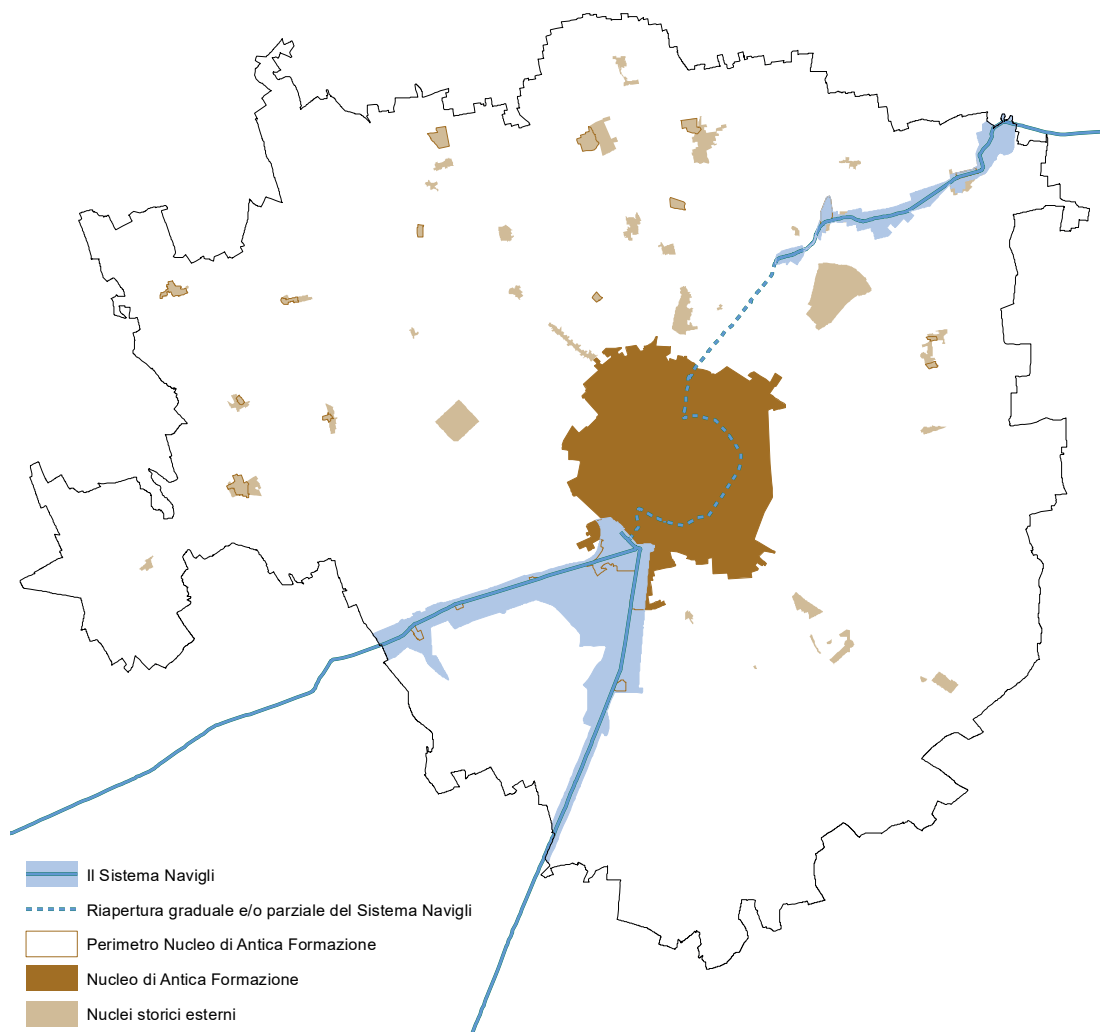 Il Sistema Navigli
Riapertura graduale e/o parziale del Sistema Navigli
Perimetro Nucleo di Antica Formazione
Nucleo di Antica Formazione
Nuclei storici esterni